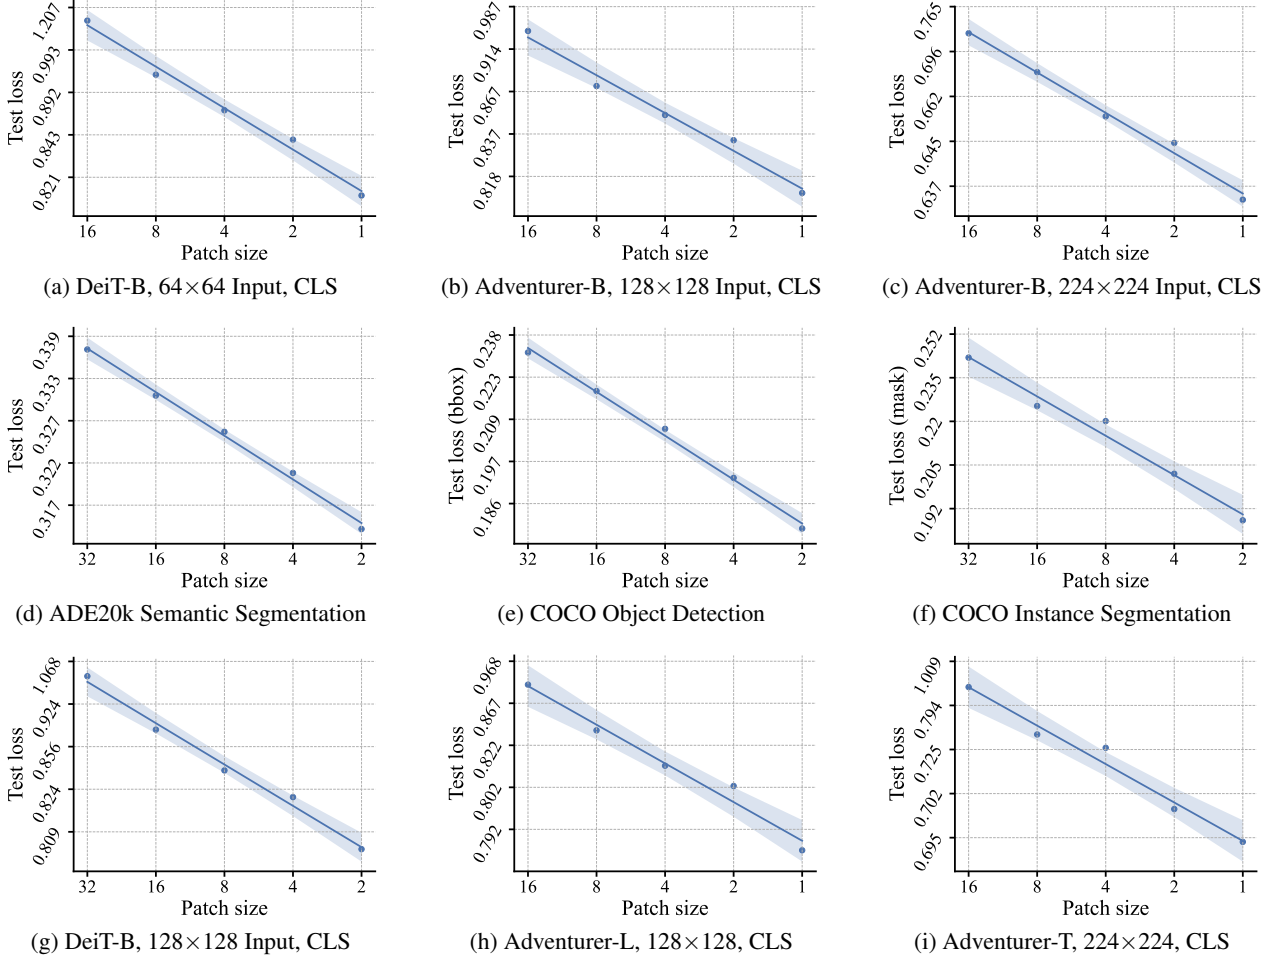 Test loss
1.207
0.993
0.892
0.843
0.821
16 8 4 2 1
Patch size
(a) DeiT-B, 64×64 Input, CLS
Test loss
0.987
0.914
0.867
0.837
0.818
16 8 4 2 1
Patch size
(b) Adventurer-B, 128×128 Input, CLS
Test loss
0.765
0.696
0.662
0.645
0.637
16 8 4 2 1
Patch size
(c) Adventurer-B, 224×224 Input, CLS
Test loss
0.339
0.333
0.327
0.322
0.317
32 16 8 4 2
Patch size
(d) ADE20k Semantic Segmentation
Test loss (bbox)
0.238
0.223
0.209
0.197
0.186
32 16 8 4 2
Patch size
(e) COCO Object Detection
Test loss (mask)
0.252
0.235
0.22
0.205
0.192
32 16 8 4 2
Patch size
(f) COCO Instance Segmentation
Test loss
1.068
0.924
0.856
0.824
0.809
32 16 8 4 2
Patch size
(g) DeiT-B, 128×128 Input, CLS
Test loss
0.968
0.867
0.822
0.802
0.792
16 8 4 2 1
Patch size
(h) Adventurer-L, 128×128, CLS
Test loss
1.009
0.794
0.725
0.702
0.695
16 8 4 2 1
Patch size
(i) Adventurer-T, 224×224, CLS